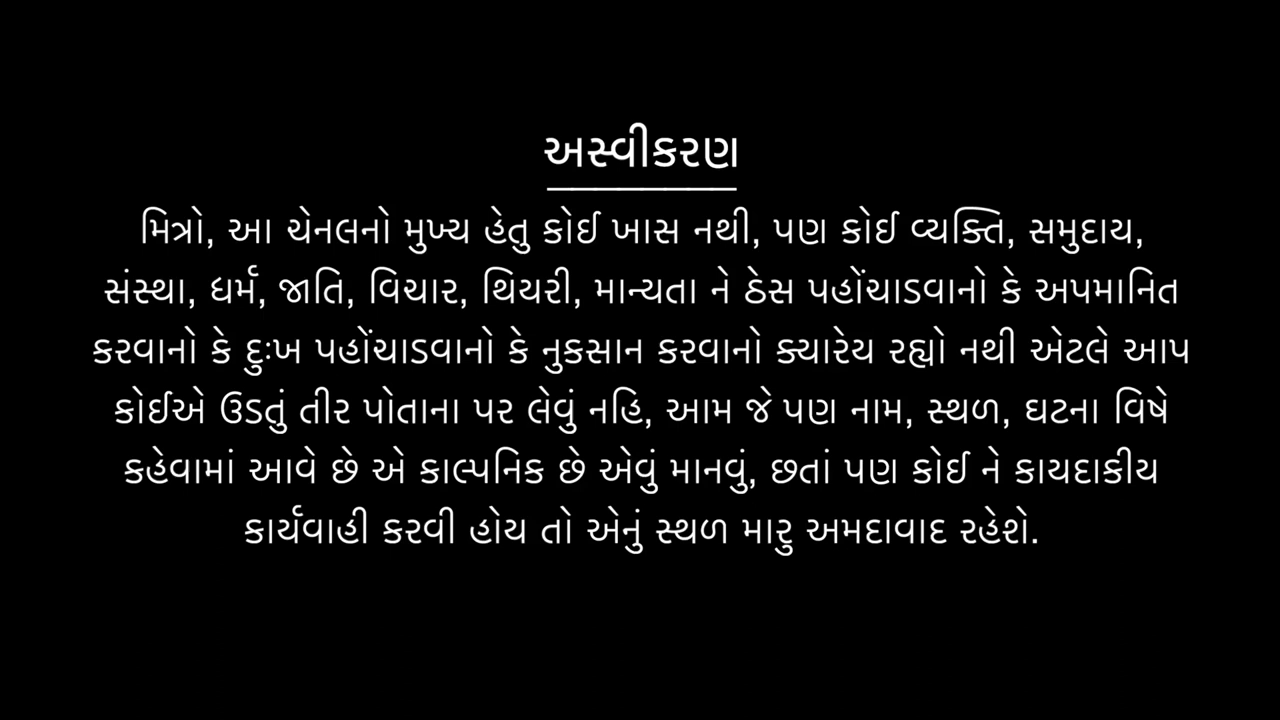 અસ્વીકરણ
મિત્રો, આ ચેનલનો મુખ્ય હેતુ કોઈ ખાસ નથી, પણ કોઈ વ્યક્તિ, સમુદાય,
સંસ્થા, ધર્મ, જાતિ, વિચાર, થિયરી, માન્યતા ને ઠેસ પહોંચાડવાનો કે અપમાનિત
કરવાનો કે દુઃખ પહોંચાડવાનો કે નુકસાન કરવાનો ક્યારેય રહ્યો નથી એટલે આપ
કોઈએ ઉડતું તીર પોતાના પર લેવું નહિ, આમ જે પણ નામ, સ્થળ, ઘટના વિષે
કહેવામાં આવે છે એ કાલ્પનિક છે એવું માનવું, છતાં પણ કોઈ ને કાયદાકીય
કાર્યવાહી કરવી હોય તો એનું સ્થળ મારુ અમદાવાદ રહેશે.